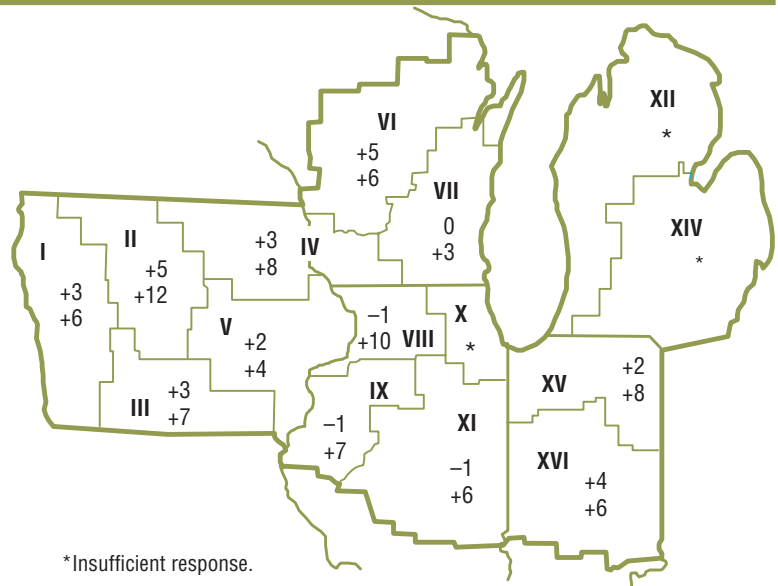 XII
*
VI
+5
+6
VII
0
+3
XIV
*
I
+3
+6
II
+5
+12
+3
+8
IV
V
+2
+4
III
+3
+7
–1
+10
VIII
X
*
IX
–1
+7
XI
–1
+6
XV
+2
+8
XVI
+4
+6
*Insufficient response.